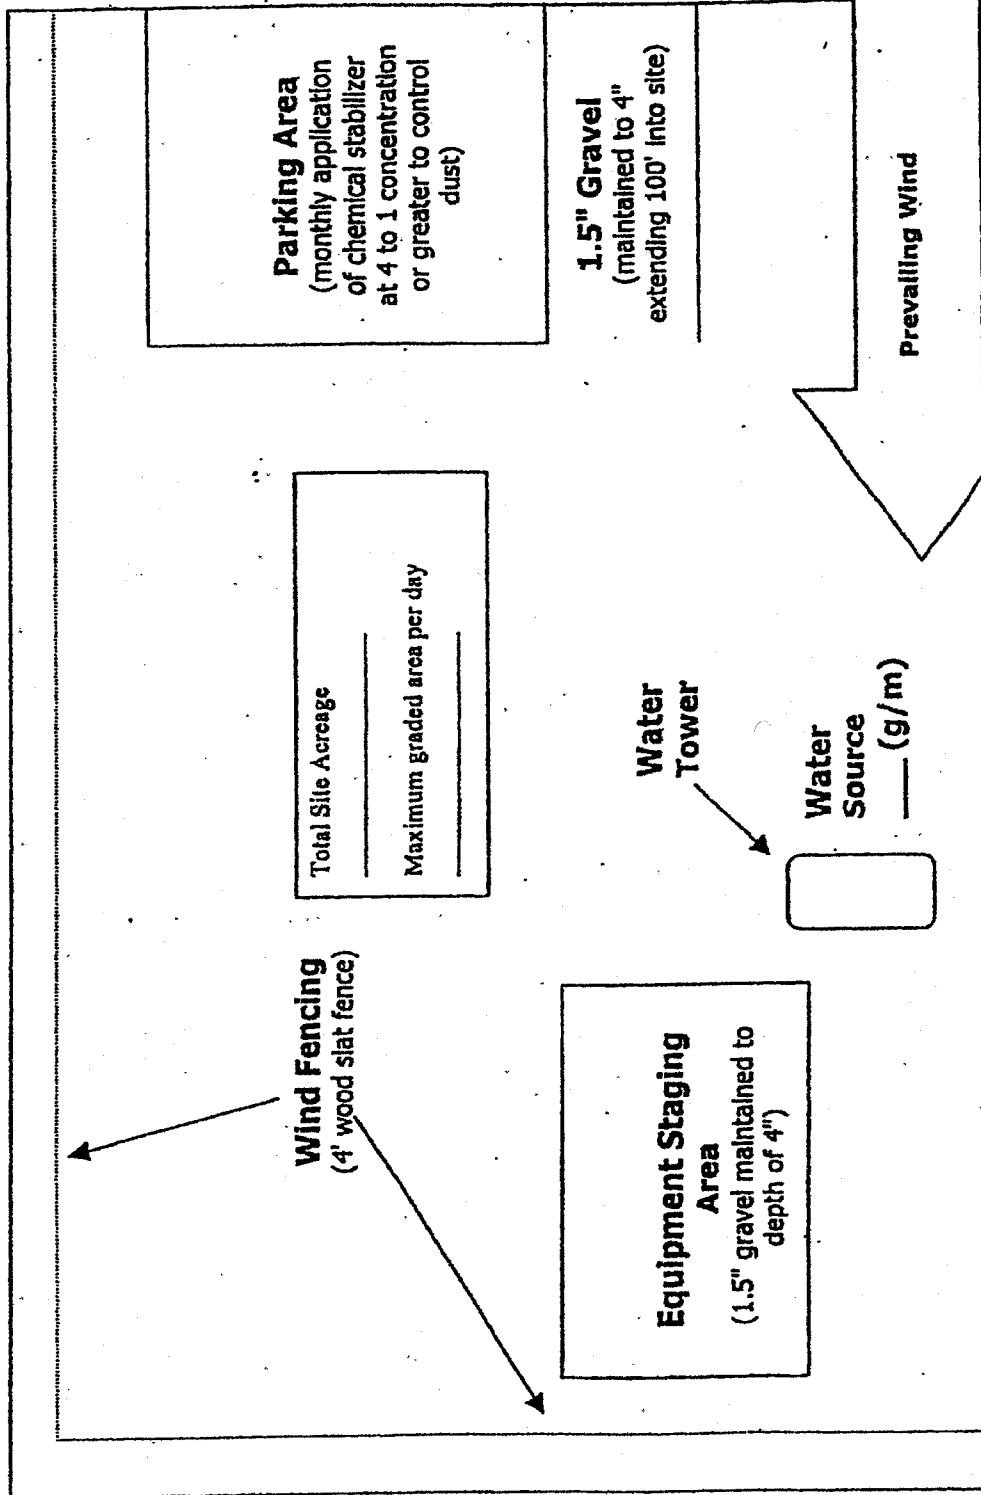 Wind Fencing
(4' wood slat fence)
Total Site Acreage
Maximum graded area per day
Parking Area
(monthly application
of chemical stabilizer
at 4 to 1 concentration
or greater to control
dust)
1.5" Gravel
(maintained to 4"
extending 100' into site)
Equipment Staging
Area
(1.5" gravel maintained to
depth of 4")
Water
Tower
Water
Source
(g/m)
Prevailing Wind